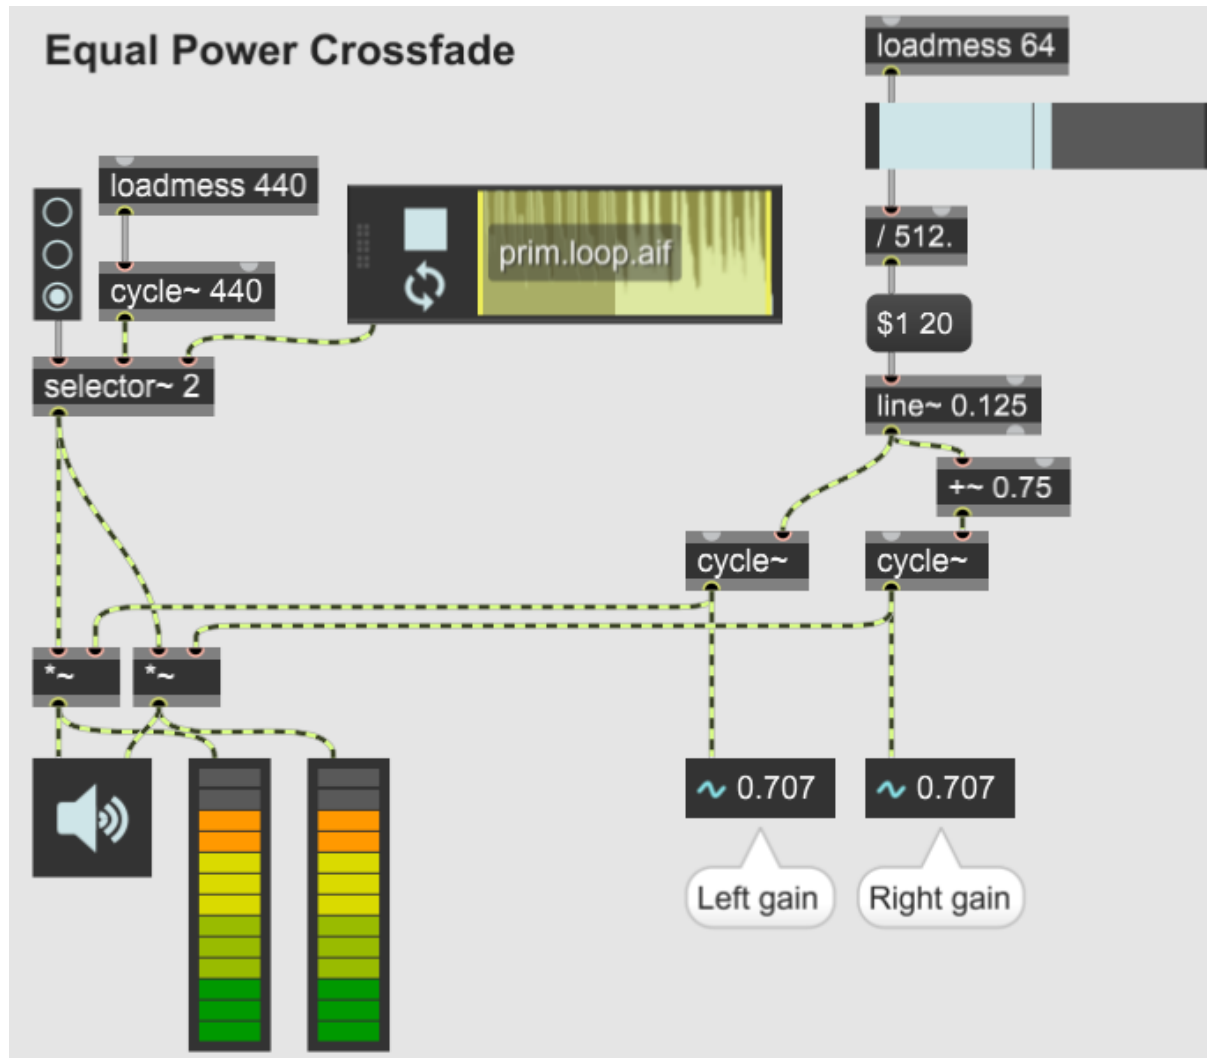 Equal Power Crossfade
loadmess 64
loadmess 440
prim.loop.aif
/ 512.
cycle~ 440
$1 20
selector~ 2
line~ 0.125
+~ 0.75
cycle~
cycle~
*~
*~
0.707
0.707
Left gain
Right gain